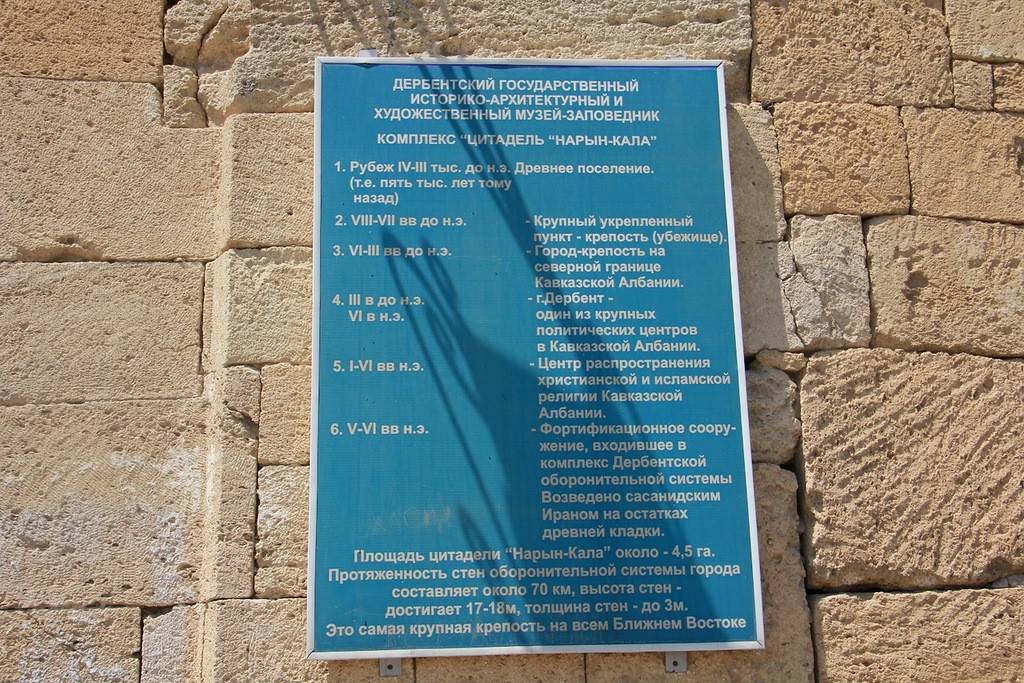 ДЕРБЕНТСКИЙ ГОСУДАРСТВЕННЫЙ
ИСТОРИКО-АРХИТЕКТУРНЫЙ И
ХУДОЖЕСТВЕННЫЙ МУЗЕЙ-ЗАПОВЕДНИК
КОМПЛЕКС "ЦИТАДЕЛЬ "НАРЫН-КАЛА"
1. Рубеж IV-III тыс. до н.э. Древнее поселение.
(т.е. пять тыс. лет тому
назад)
2. VIII-VII вв до н.э. - Крупный укрепленный
пункт - крепость (убежище).
3. VI-III вв до н.э. - Город-крепость на
северной границе
Кавказской Албании.
4. III в до н.э. - г.Дербент -
VI в н.э. один из крупных
политических центров
в Кавказской Албании.
5. I-VI вв н.э. - Центр распространения
христианской и исламской
религии Кавказской
Албании.
6. V-VI вв н.э. - Фортификационное соору-
жение, входившее в
комплекс Дербентской
оборонительной системы
Возведено сасанидским
Ираном на остатках
древней кладки.
Площадь цитадели "Нарын-Кала" около - 4,5 га.
Протяженность стен оборонительной системы города
составляет около 70 км, высота стен -
достигает 17-18м, толщина стен - до 3м.
Это самая крупная крепость на всем Ближнем Востоке